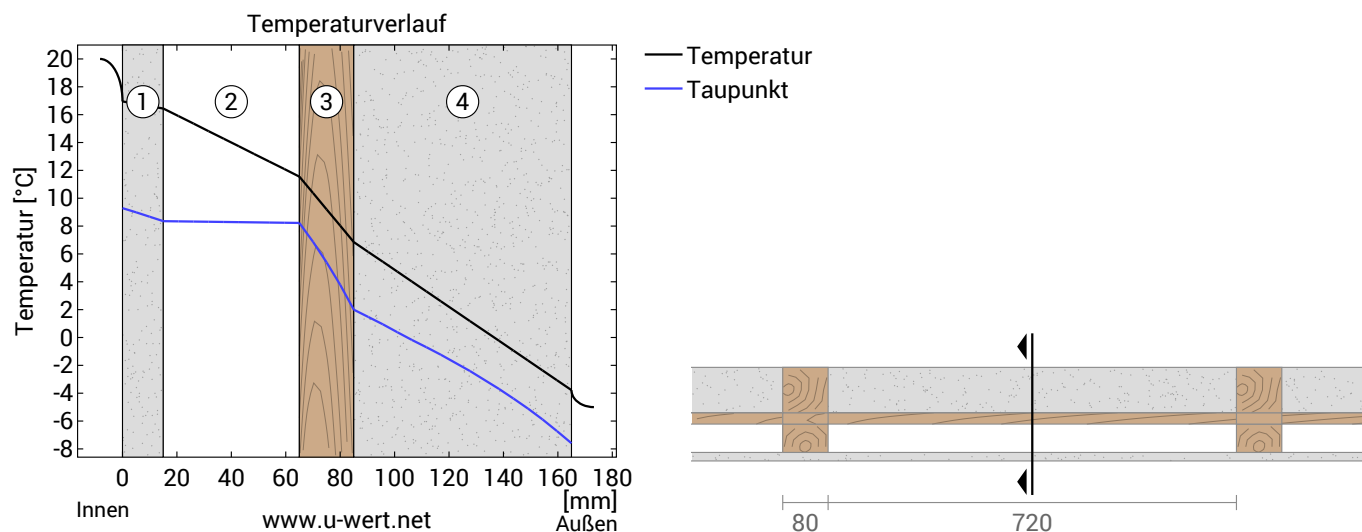 Temperaturverlauf
Temperatur
Taupunkt
Temperatur [°C]
20
18
16
14
12
10
8
6
4
2
0
-2
-4
-6
-8
1
2
3
4
0 20 40 60 80 100 120 140 160 180
[mm]
Innen
www.u-wert.net
Außen
80
720